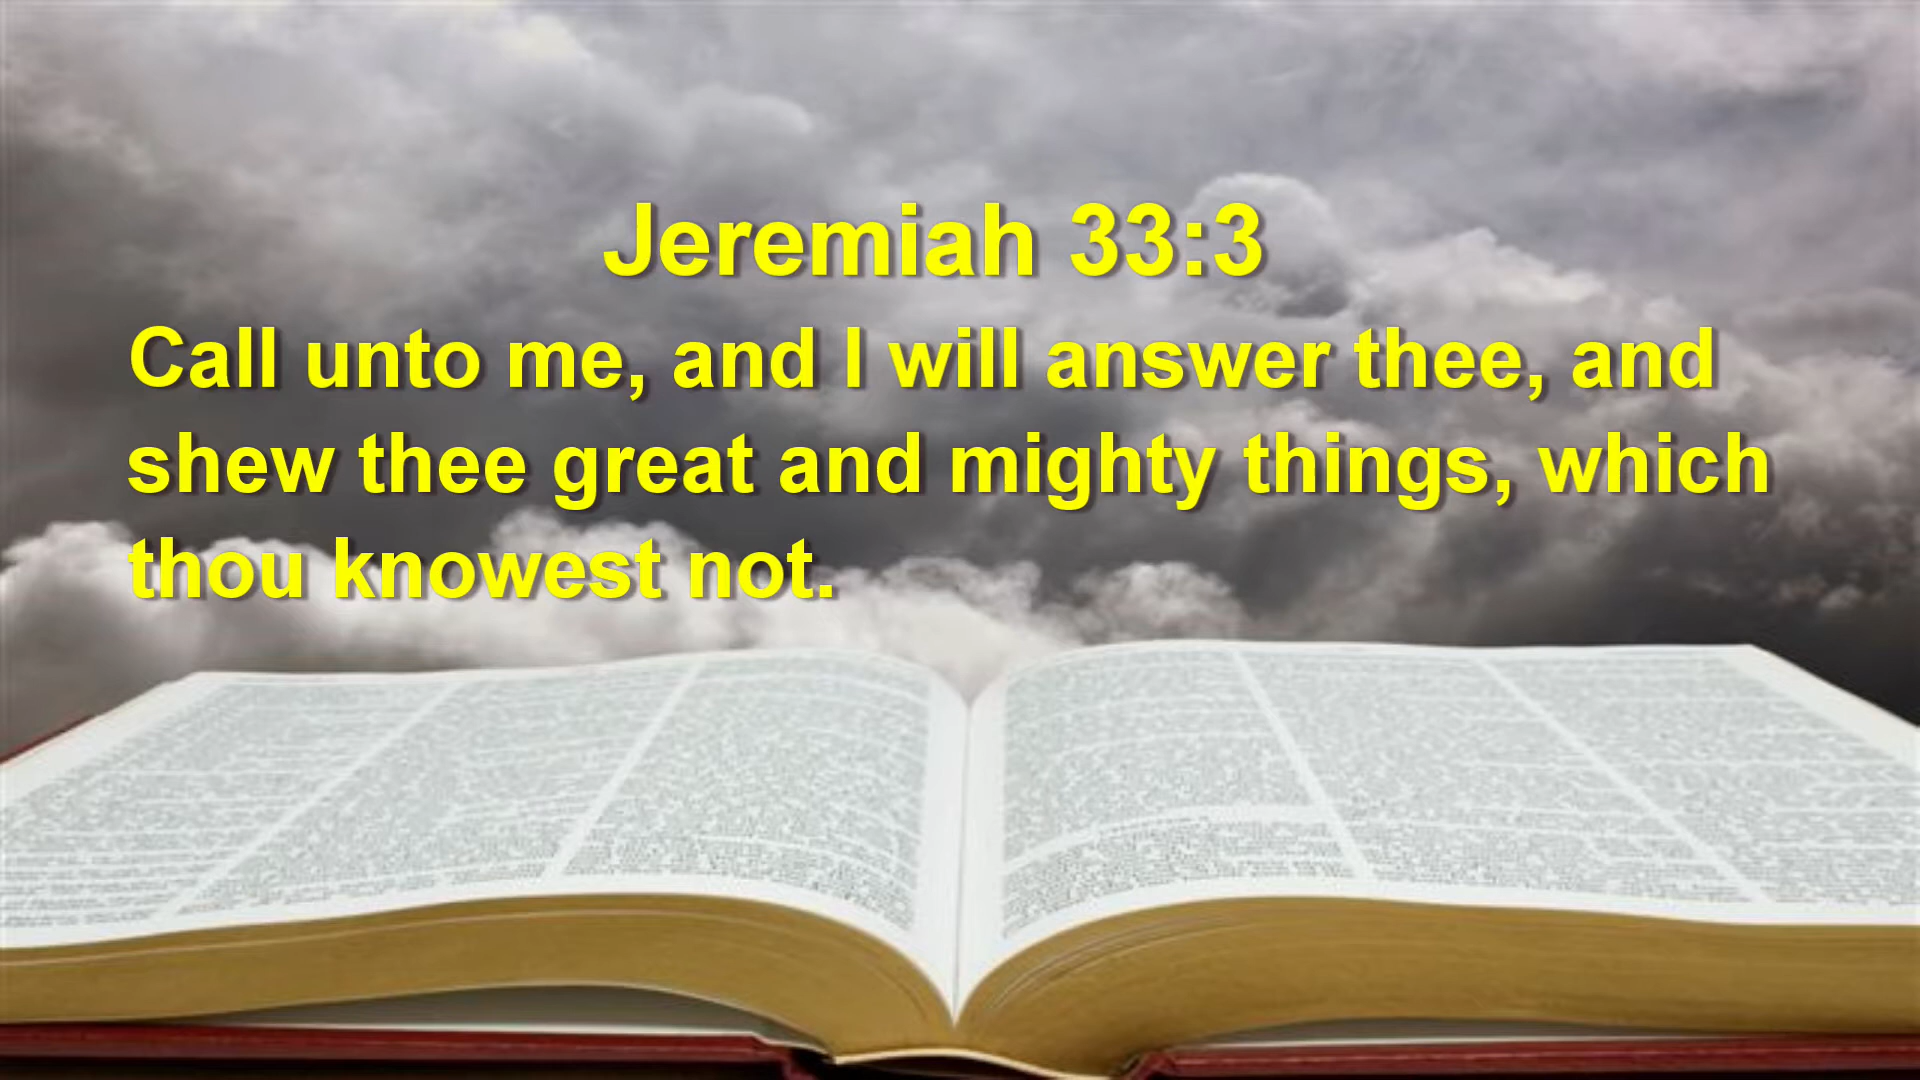 Jeremiah 33:3
Call unto me, and I will answer thee, and
shew thee great and mighty things, which
thou knowest not.